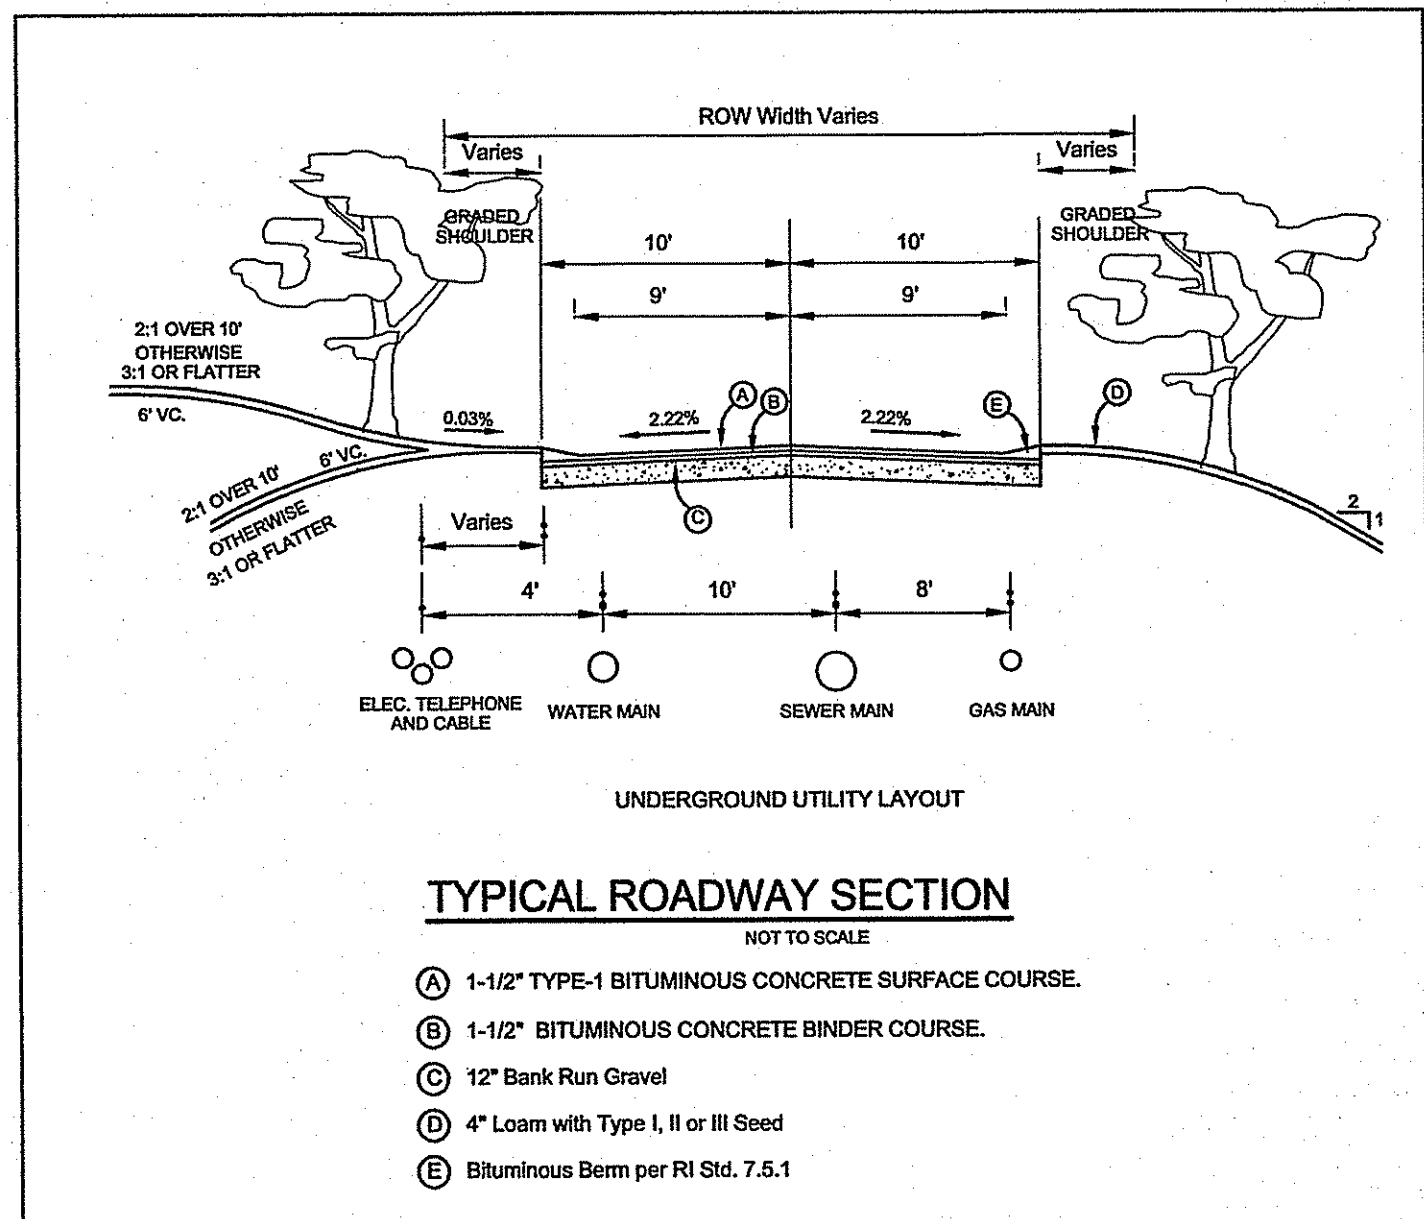 ROW Width Varies
Varies
Varies
GRADED
SHOULDER
GRADED
SHOULDER
10'
10'
9'
9'
2:1 OVER 10'
OTHERWISE
3:1 OR FLATTER
6' VC.
0.03%
2.22%
A
B
2.22%
E
D
6' VC.
2:1 OVER 10'
OTHERWISE
3:1 OR FLATTER
C
2
1
Varies
4'
10'
8'
ELEC. TELEPHONE
AND CABLE
WATER MAIN
SEWER MAIN
GAS MAIN
UNDERGROUND UTILITY LAYOUT
TYPICAL ROADWAY SECTION
NOT TO SCALE
A 1-1/2" TYPE-1 BITUMINOUS CONCRETE SURFACE COURSE.
B 1-1/2" BITUMINOUS CONCRETE BINDER COURSE.
C 12" Bank Run Gravel
D 4" Loam with Type I, II or III Seed
E Bituminous Berm per RI Std. 7.5.1